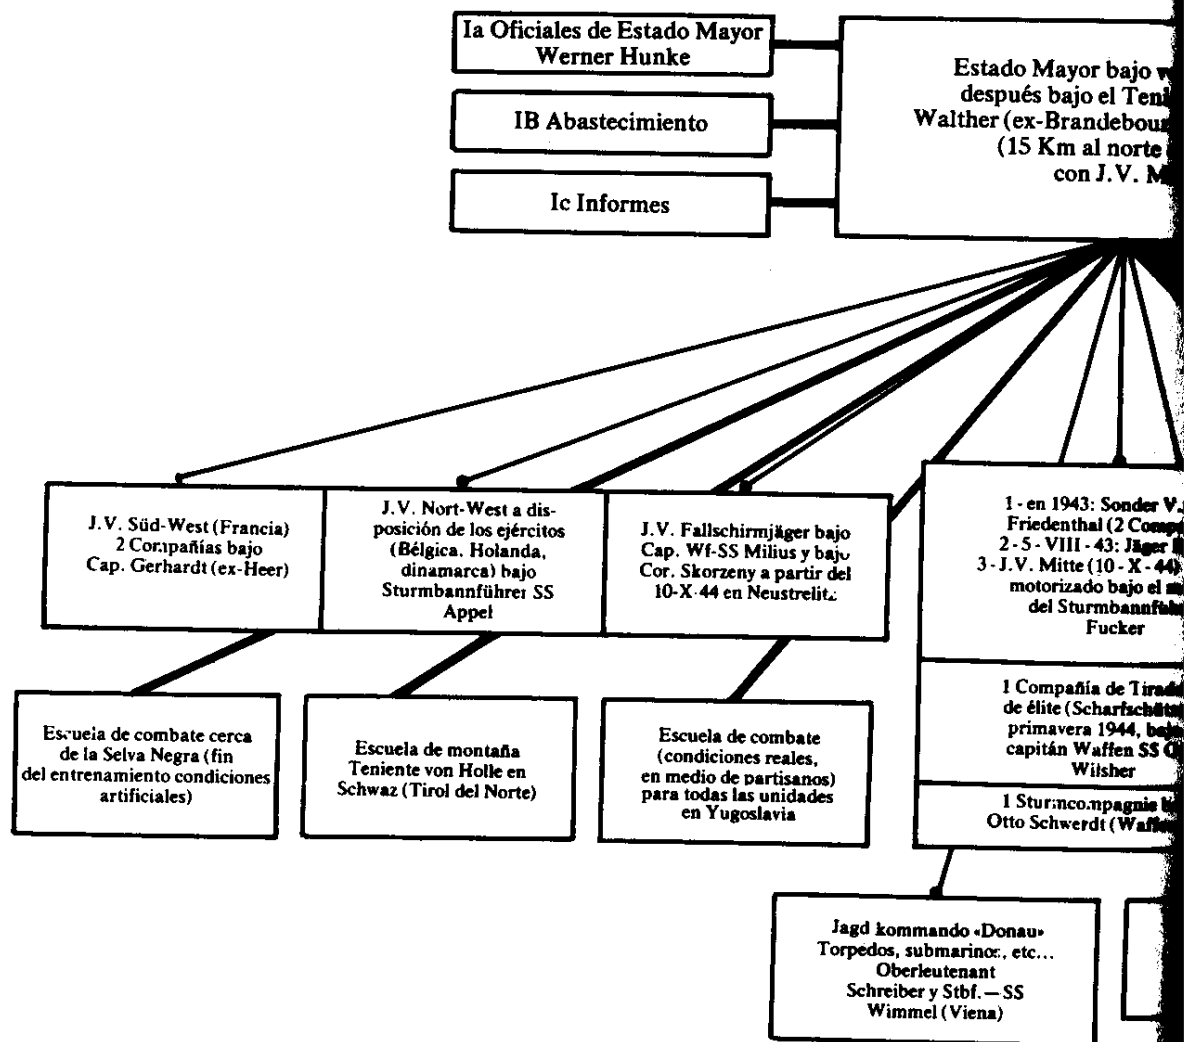 Ia Oficiales de Estado Mayor
Werner Hunke
IB Abastecimiento
Ic Informes
Estado Mayor bajo
después bajo el
Walther (ex-
(15 Km al norte
con J.V.
J.V. Süd-West (Francia)
2 Compañías bajo
Cap. Gerhardt (ex-Heer)
J.V. Nort-West a dis-
posición de los ejércitos
(Bélgica, Holanda,
dinamarca) bajo
Sturmbannführer SS
Appel
J.V. Fallschirmjäger bajo
Cap. Wf-SS Milius y bajo
Cor. Skorzeny a partir del
10-X-44 en
1 - en 1943: Sonder V.
Friedenthal (2
2 - 5 - VIII - 43: Jäger
3 - J.V. Mitte (10 - X - 44)
motorizado bajo el
del
Fucker
1 Compañía de
de élite
primavera 1944,
capitán Waffen SS
Wilsher
1 Sturmcompagnie
Otto Schwerdt
Escuela de combate cerca
de la Selva Negra (fin
del entrenamiento condiciones
artificiales)
Escuela de montaña
Teniente von Holle en
Schwaz (Tirol del Norte)
Escuela de combate
(condiciones reales,
en medio de partisanos)
para todas las unidades
en Yugoslavia
Jagd kommando «Donau»
Torpedos, submarinos, etc...
Oberleutenant
Schreiber y Stbf. — SS
Wimmel (Viena)